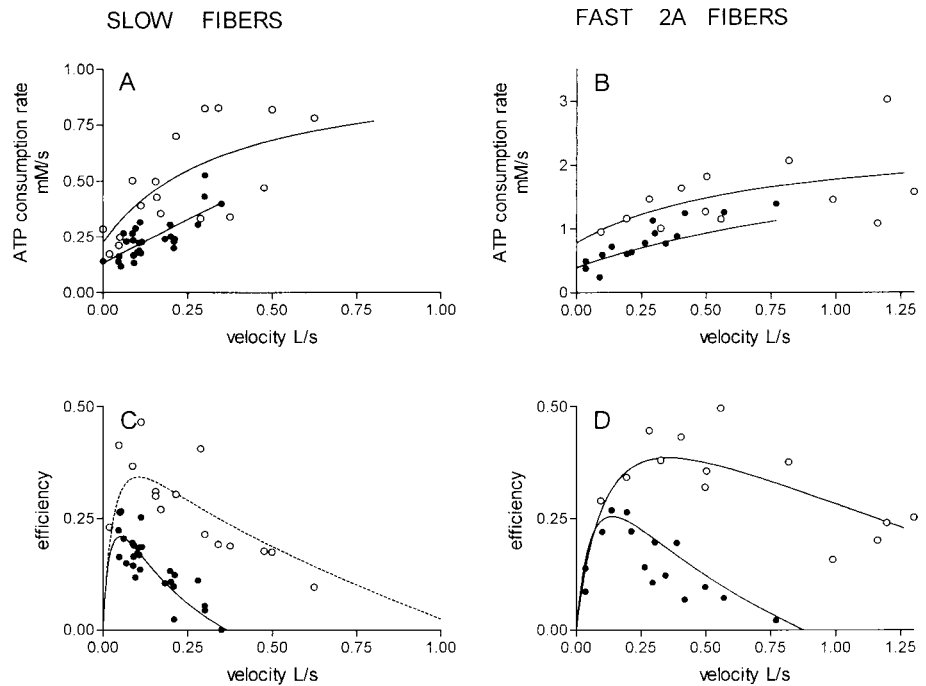 SLOW FIBERS
FAST 2A FIBERS
A
ATP consumption rate
mM/s
1.00
0.75
0.50
0.25
0.00
0.00 0.25 0.50 0.75 1.00
velocity L/s
B
ATP consumption rate
mM/s
3
2
1
0
0.00 0.25 0.50 0.75 1.00 1.25
velocity L/s
C
efficiency
0.50
0.25
0.00
0.00 0.25 0.50 0.75 1.00
velocity L/s
D
efficiency
0.50
0.25
0.00
0.00 0.25 0.50 0.75 1.00 1.25
velocity L/s